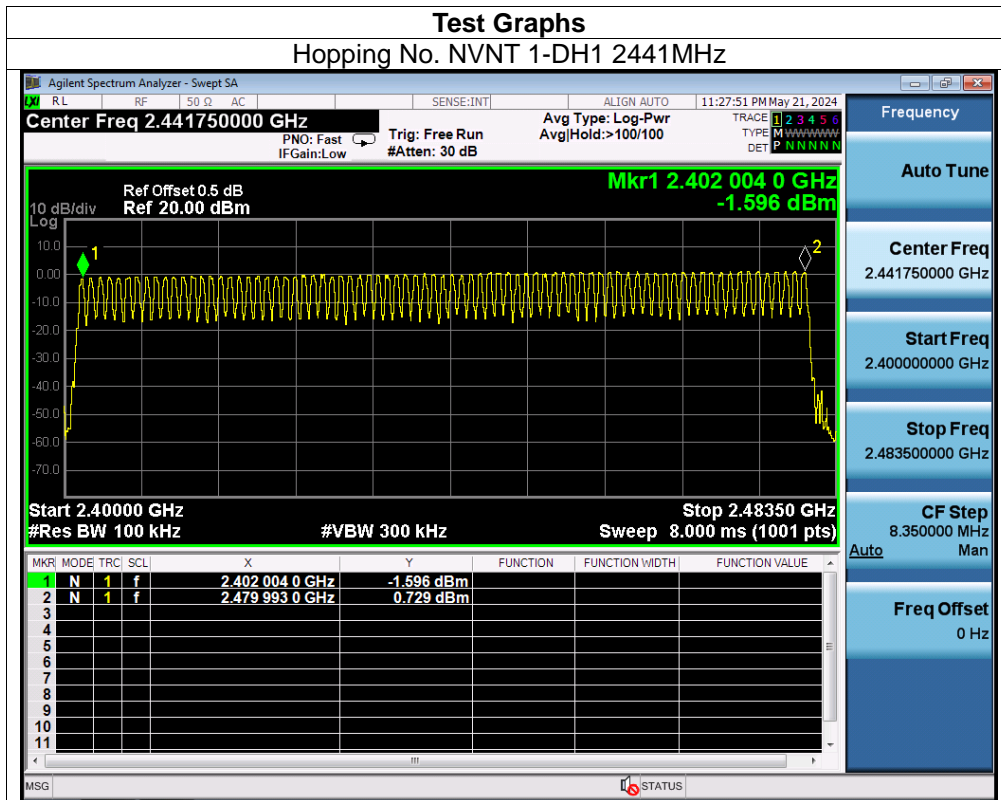 Test Graphs
Hopping No. NVNT 1-DH1 2441MHz
Agilent Spectrum Analyzer - Swept SA
LXI RL RF 50 Ω AC SENSE:INT ALIGN AUTO 11:27:51 PM May 21, 2024
Center Freq 2.441750000 GHz
PNO: Fast
IFGain:Low
Trig: Free Run
#Atten: 30 dB
Avg Type: Log-Pwr
Avg|Hold:>100/100
TRACE 1 2 3 4 5 6
TYPE M WWWWW
DET P N N N N N
Ref Offset 0.5 dB
Ref 20.00 dBm
10 dB/div
Log
Mkr1 2.402 004 0 GHz
-1.596 dBm
10.0
0.00
-10.0
-20.0
-30.0
-40.0
-50.0
-60.0
-70.0
1
2
Start 2.40000 GHz
Stop 2.48350 GHz
#Res BW 100 kHz
#VBW 300 kHz
Sweep 8.000 ms (1001 pts)
MKR MODE TRC SCL X Y FUNCTION FUNCTION WIDTH FUNCTION VALUE
1 N 1 f 2.402 004 0 GHz -1.596 dBm
2 N 1 f 2.479 993 0 GHz 0.729 dBm
3
4
5
6
7
8
9
10
11
MSG
STATUS
Frequency
Auto Tune
Center Freq
2.441750000 GHz
Start Freq
2.400000000 GHz
Stop Freq
2.483500000 GHz
CF Step
8.350000 MHz
Auto Man
Freq Offset
0 Hz